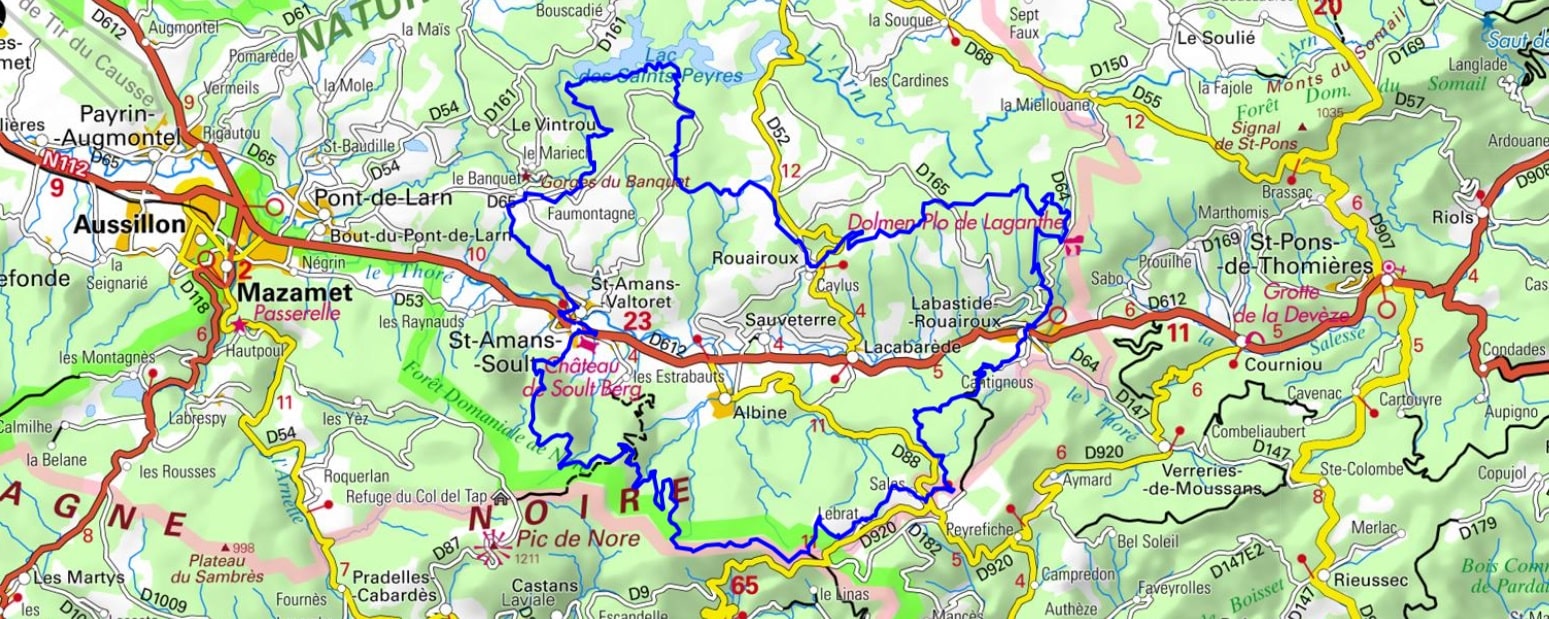 de Tir du Causse
D612
D61
Augmontel
la Maïs
NATUR
Bouscadié
D161
la Souque
D68
Sept
Faux
20
Le Soulié
l'Arn
D169
Saut de
Langlade
Pomarède
la Mole
Vermeils
9
Lac
des Saints-Peyres
L'Arn
les Cardines
D150
la Miellouane
D55
la Fajole
Monts du Somail
Forêt
Dom.
du
Somail
D57
1035
Payrin-
-Augmontel
Rigautou
D54
D161
Le Vintrou
le Mariec
D52
12
12
Signal
de St-Pons
Ardouane
lières
D65
N112
9
D65
St-Baudille
D54
le Banquet
Gorges du Banquet
12
D165
D64
Brassac
D908
Aussillon
Pont-de-Larn
D65
Faumontagne
Dolmen Plo de Laganthe
Marthomis
6
D907
Riols
Bout-du-Pont-de-Larn
10
Rouairoux
D169
St-Pons-
-de-Thomières
efonde
la
Seignarié
2
Négrin
le Thoré
Caylus
Sabo
Prouilhe
4
Mazamet
Passerelle
D118
D53
les Raynauds
St-Amans-
-Valtoret
23
Sauveterre
4
Labastide-
-Rouairoux
6
D612
11
Grotte
de la Devèze
5
Salesse
la
les Montagnès
6
Hautpoul
St-Amans-
-Soult
Château
de Soult Berg
4
D612
4
Lacabarède
5
D64
Courniou
5
Condades
les Estrabauts
Cantignous
le Thoré
D147
6
Cavenac
Cartouyre
Labrespy
11
les Yèz
Forêt Domaniale de N
Albine
11
Aupigno
Calmilhe
D54
la Belane
les Rousses
D88
6
D920
Combeliaubert
D147
Verreries-
-de-Moussans
Ste-Colombe
Copujol
Roquerlan
l'Arnette
Refuge du Col del Tap
Sales
Aymard
8
AGNE
NOIRE
Lebrat
Peyrefiche
Merlac
D179
8
998
Plateau
du Sambrès
D87
Pic de Nore
1211
D920
D182
5
D920
Bel Soleil
D147E2
Bois Com
de Parda
Les Martys
7
Pradelles
-Cabardès
Castans
Laviale
D9
65
4
Campredon
Faveyrolles
Boisset
D147
Rieussec
les
D1009
Fournès
Escandelle
le Linas
Mancès
Authèze